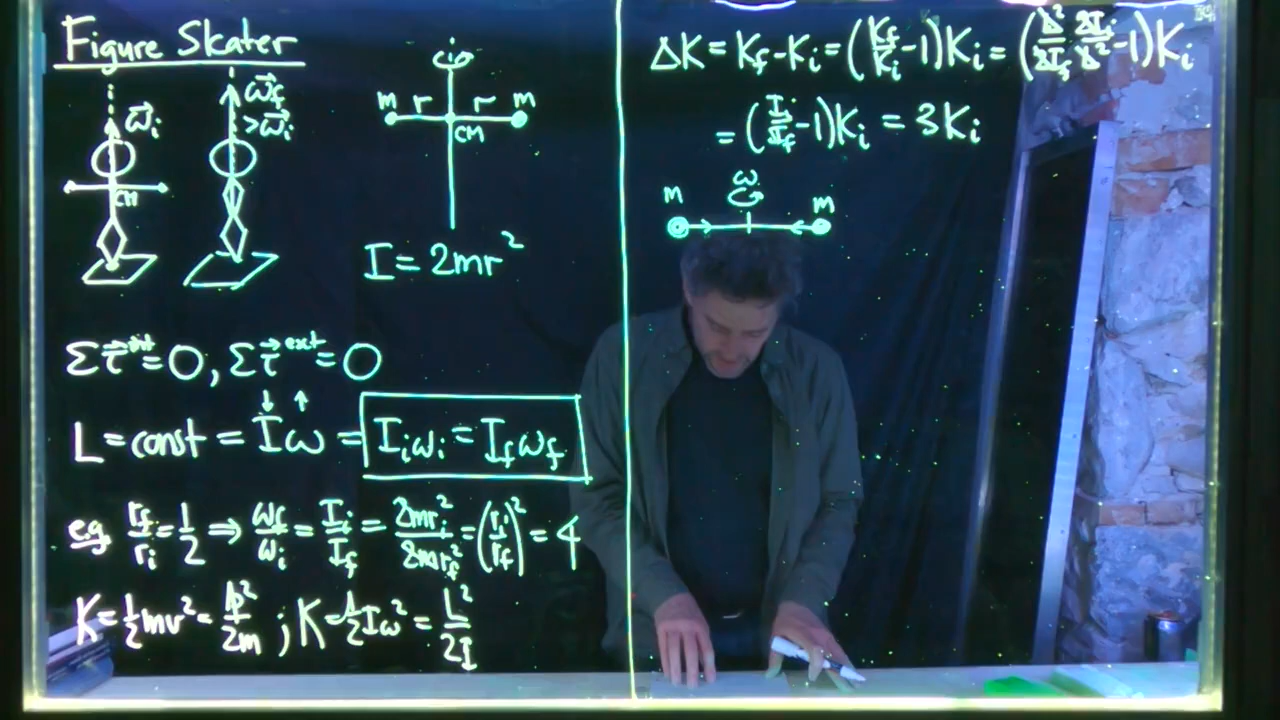 Figure Skater
ω⃗i
ω⃗f
>ω⃗i
CM
m r r m
CM
I = 2mr²
Στ⃗^int = 0, Στ⃗^ext = 0
L = const = Iω = Iiωi = Ifωf
e.g. rf/ri = 1/2 ⇒ ωf/ωi = Ii/If = 2mri²/2mrf² = (ri/rf)² = 4
K = ½mv² = p²/2m ; K = ½Iω² = L²/2I
ΔK = Kf - Ki = (Kf/Ki - 1)Ki = (L²/2If 2Ii/L² - 1)Ki
= (Ii/If - 1)Ki = 3Ki
ω
m m